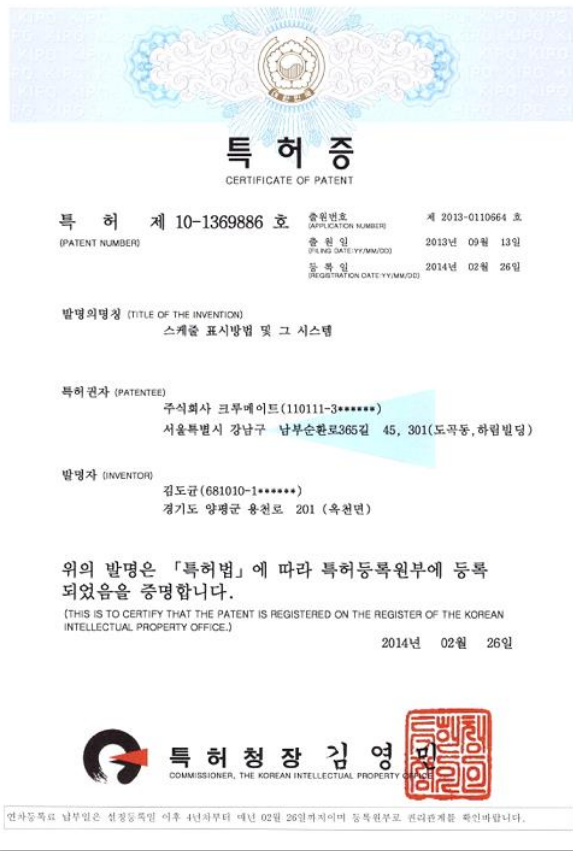 특 허 증
CERTIFICATE OF PATENT
특 허 제 10-1369886 호
(PATENT NUMBER)
출원번호 제 2013-0110664 호
(APPLICATION NUMBER)
출 원 일 2013년 09월 13일
(FILING DATE:YY/MM/DD)
등 록 일 2014년 02월 26일
(REGISTRATION DATE:YY/MM/DD)
발명의명칭 (TITLE OF THE INVENTION)
스케줄 표시방법 및 그 시스템
특허권자 (PATENTEE)
주식회사 크루메이트(110111-3******)
서울특별시 강남구 남부순환로365길 45, 301(도곡동,하림빌딩)
발명자 (INVENTOR)
김도균(681010-1******)
경기도 양평군 용천로 201 (옥천면)
위의 발명은 「특허법」에 따라 특허등록원부에 등록
되었음을 증명합니다.
(THIS IS TO CERTIFY THAT THE PATENT IS REGISTERED ON THE REGISTER OF THE KOREAN
INTELLECTUAL PROPERTY OFFICE.)
2014년 02월 26일
특 허 청 장 김 영 민
COMMISSIONER, THE KOREAN INTELLECTUAL PROPERTY OFFICE
연차등록료 납부일은 설정등록일 이후 4년차부터 매년 02월 26일까지이며 등록원부로 권리관계를 확인바랍니다.